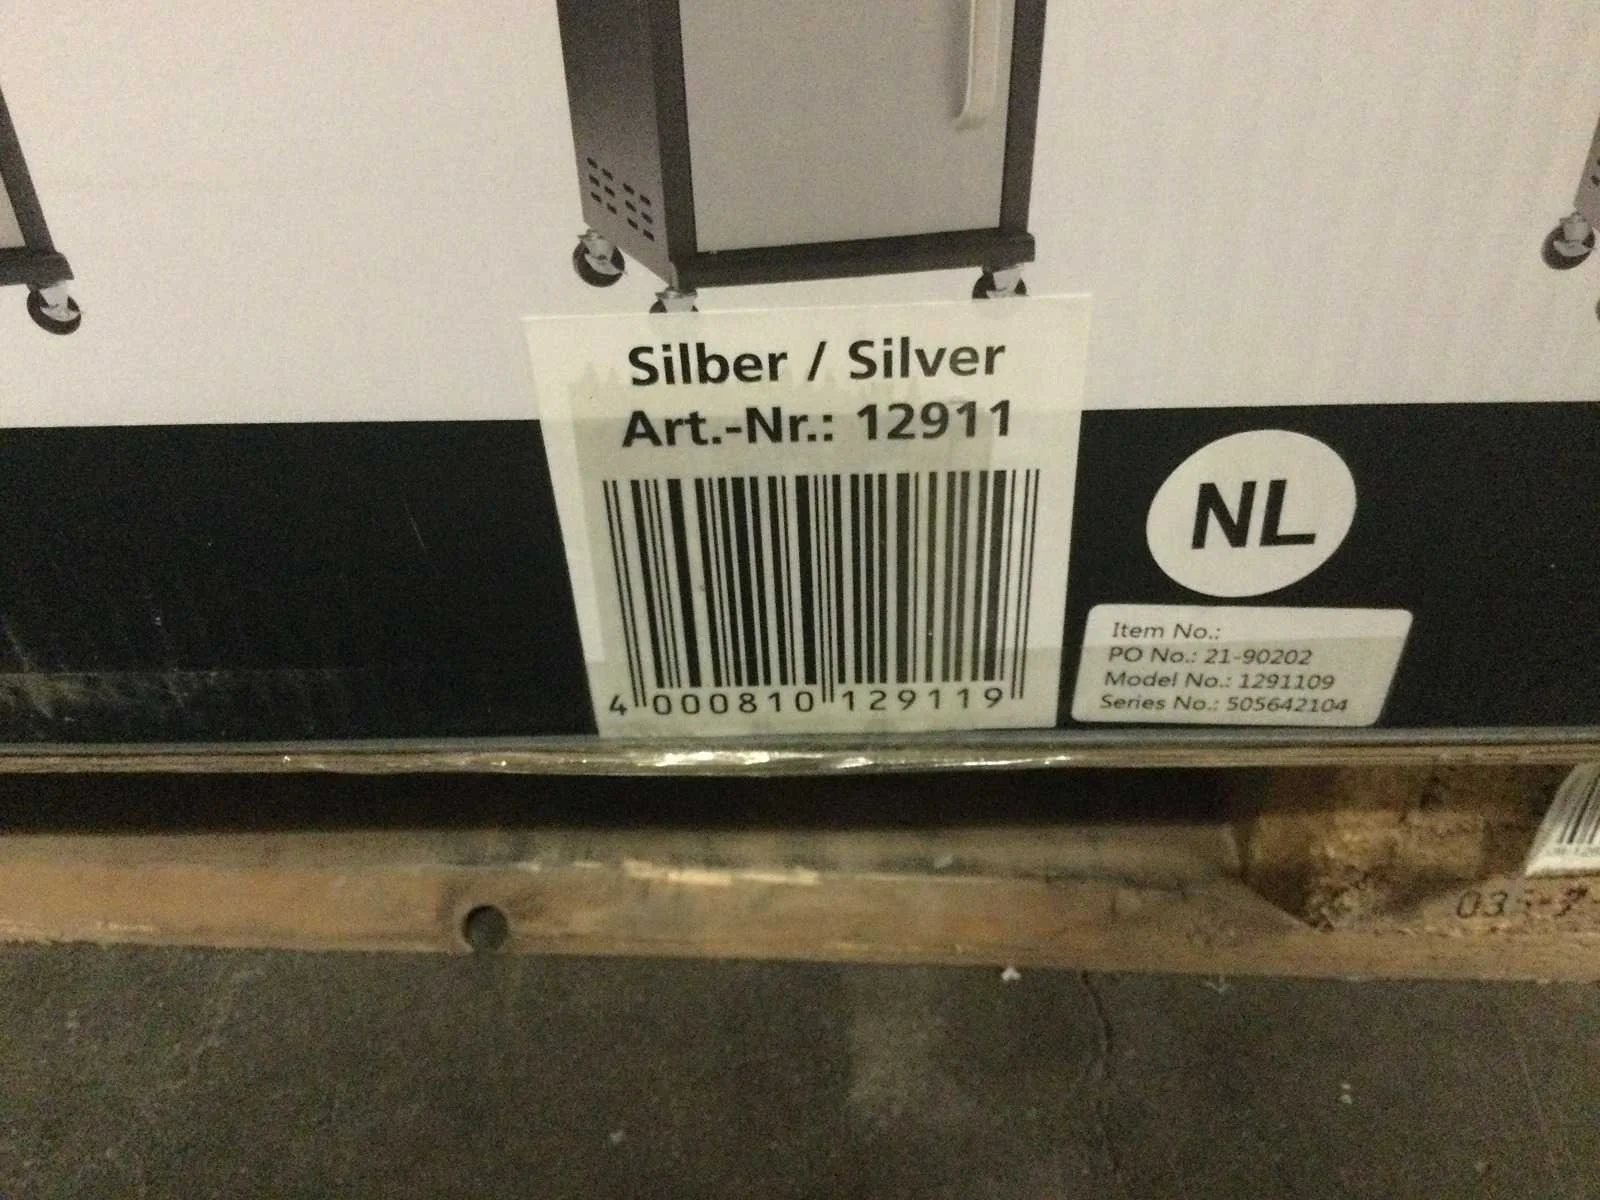 Silber / Silver
Art.-Nr.: 12911
4 000810 129119
NL
Item No.:
PO No.: 21-90202
Model No.: 1291109
Series No.: 505642104